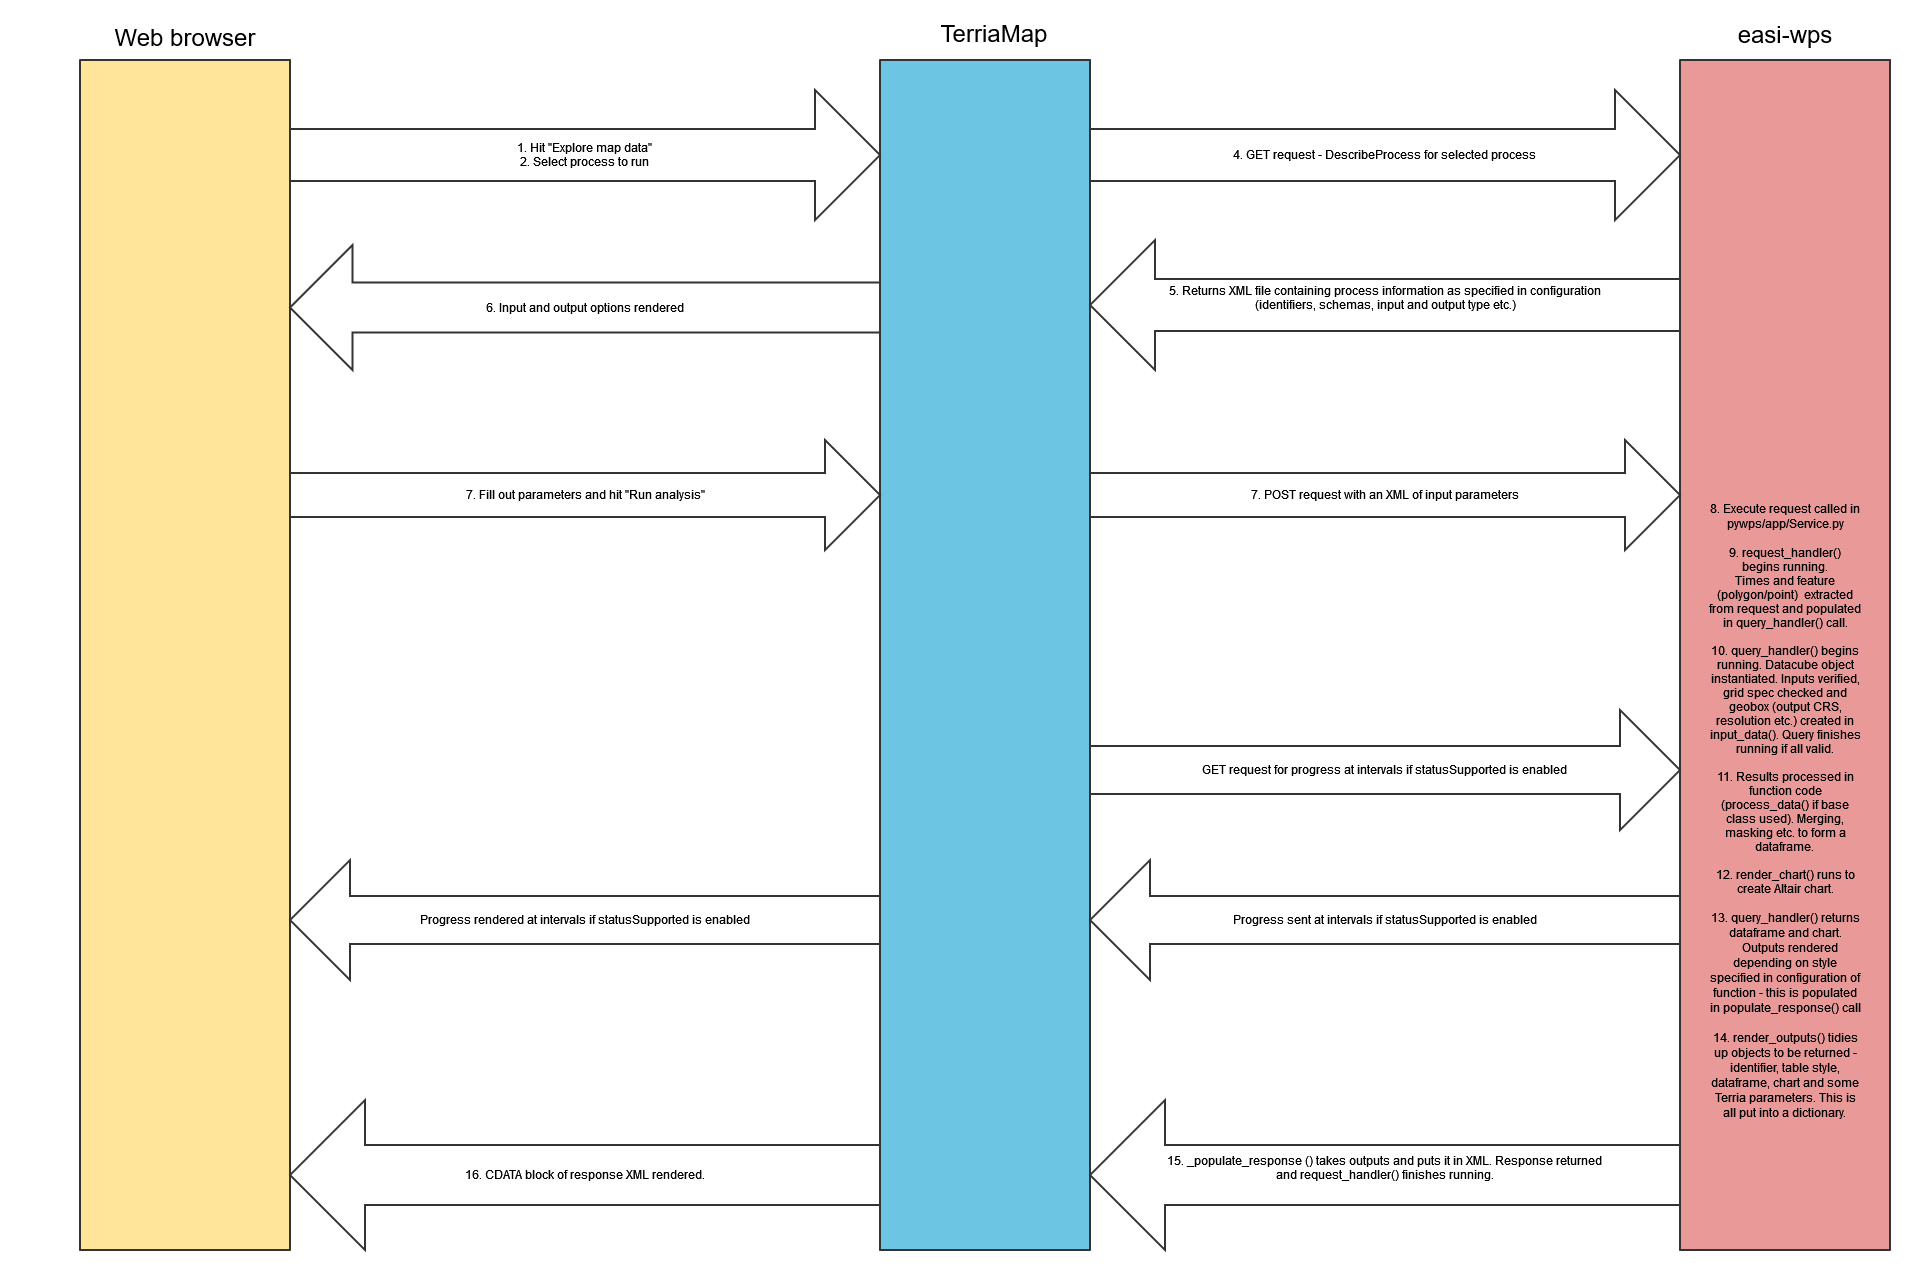 Web browser
TerriaMap
easi-wps
1. Hit "Explore map data"
2. Select process to run
4. GET request - DescribeProcess for selected process
5. Returns XML file containing process information as specified in configuration
(identifiers, schemas, input and output type etc.)
6. Input and output options rendered
7. Fill out parameters and hit "Run analysis"
7. POST request with an XML of input parameters
8. Execute request called in
pywps/app/Service.py
9. request_handler()
begins running.
Times and feature
(polygon/point) extracted
from request and populated
in query_handler() call.
10. query_handler() begins
running. Datacube object
instantiated. Inputs verified,
grid spec checked and
geobox (output CRS,
resolution etc.) created in
input_data(). Query finishes
running if all valid.
GET request for progress at intervals if statusSupported is enabled
11. Results processed in
function code
(process_data() if base
class used). Merging,
masking etc. to form a
dataframe.
12. render_chart() runs to
create Altair chart.
Progress rendered at intervals if statusSupported is enabled
Progress sent at intervals if statusSupported is enabled
13. query_handler() returns
dataframe and chart.
Outputs rendered
depending on style
specified in configuration of
function - this is populated
in populate_response() call
14. render_outputs() tidies
up objects to be returned -
identifier, table style,
dataframe, chart and some
Terria parameters. This is
all put into a dictionary.
15. _populate_response () takes outputs and puts it in XML. Response returned
and request_handler() finishes running.
16. CDATA block of response XML rendered.